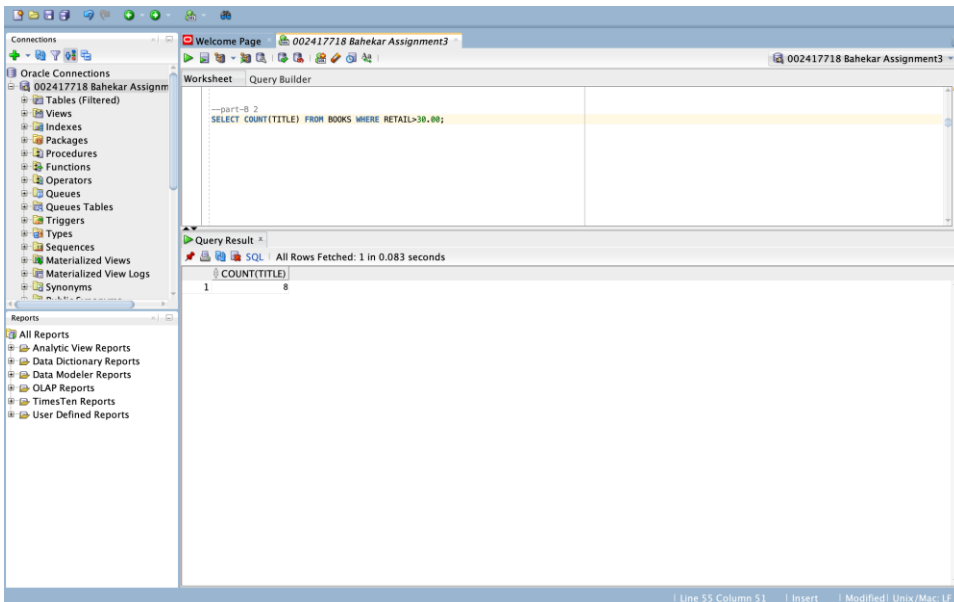 Connections
Oracle Connections
002417718 Bahekar Assignm
Tables (Filtered)
Views
Indexes
Packages
Procedures
Functions
Operators
Queues
Queues Tables
Triggers
Types
Sequences
Materialized Views
Materialized View Logs
Synonyms
Reports
All Reports
Analytic View Reports
Data Dictionary Reports
Data Modeler Reports
OLAP Reports
TimesTen Reports
User Defined Reports
Welcome Page
002417718 Bahekar Assignment3
002417718 Bahekar Assignment3
Worksheet Query Builder
--part-B 2
SELECT COUNT(TITLE) FROM BOOKS WHERE RETAIL>30.00;
Query Result
SQL | All Rows Fetched: 1 in 0.083 seconds
COUNT(TITLE)
1 8
| Line 55 Column 51 | Insert | Modified| Unix/Mac: LF